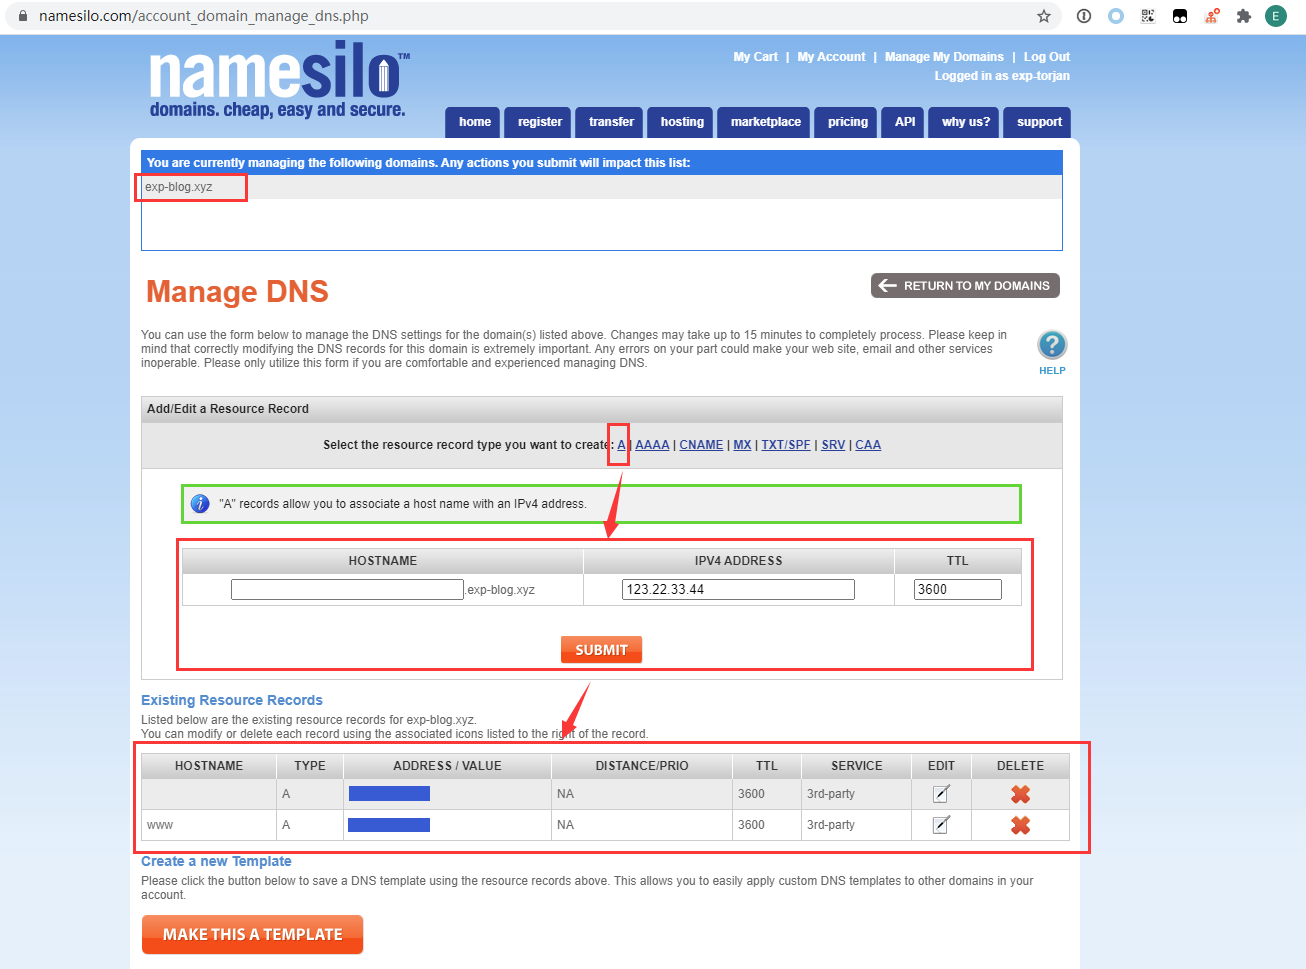 namesilo.com/account_domain_manage_dns.php
E
namesilo™
domains. cheap, easy and secure.
My Cart | My Account | Manage My Domains | Log Out
Logged in as exp-torjan
home register transfer hosting marketplace pricing API why us? support
You are currently managing the following domains. Any actions you submit will impact this list:
exp-blog.xyz
Manage DNS
RETURN TO MY DOMAINS
You can use the form below to manage the DNS settings for the domain(s) listed above. Changes may take up to 15 minutes to completely process. Please keep in
mind that correctly modifying the DNS records for this domain is extremely important. Any errors on your part could make your web site, email and other services
inoperable. Please only utilize this form if you are comfortable and experienced managing DNS.
?
HELP
Add/Edit a Resource Record
Select the resource record type you want to create: A | AAAA | CNAME | MX | TXT/SPF | SRV | CAA
i "A" records allow you to associate a host name with an IPv4 address.
HOSTNAME IPV4 ADDRESS TTL
.exp-blog.xyz 123.22.33.44 3600
SUBMIT
Existing Resource Records
Listed below are the existing resource records for exp-blog.xyz.
You can modify or delete each record using the associated icons listed to the right of the record.
HOSTNAME TYPE ADDRESS / VALUE DISTANCE/PRIO TTL SERVICE EDIT DELETE
A NA 3600 3rd-party
www A NA 3600 3rd-party
Create a new Template
Please click the button below to save a DNS template using the resource records above. This allows you to easily apply custom DNS templates to other domains in your
account.
MAKE THIS A TEMPLATE